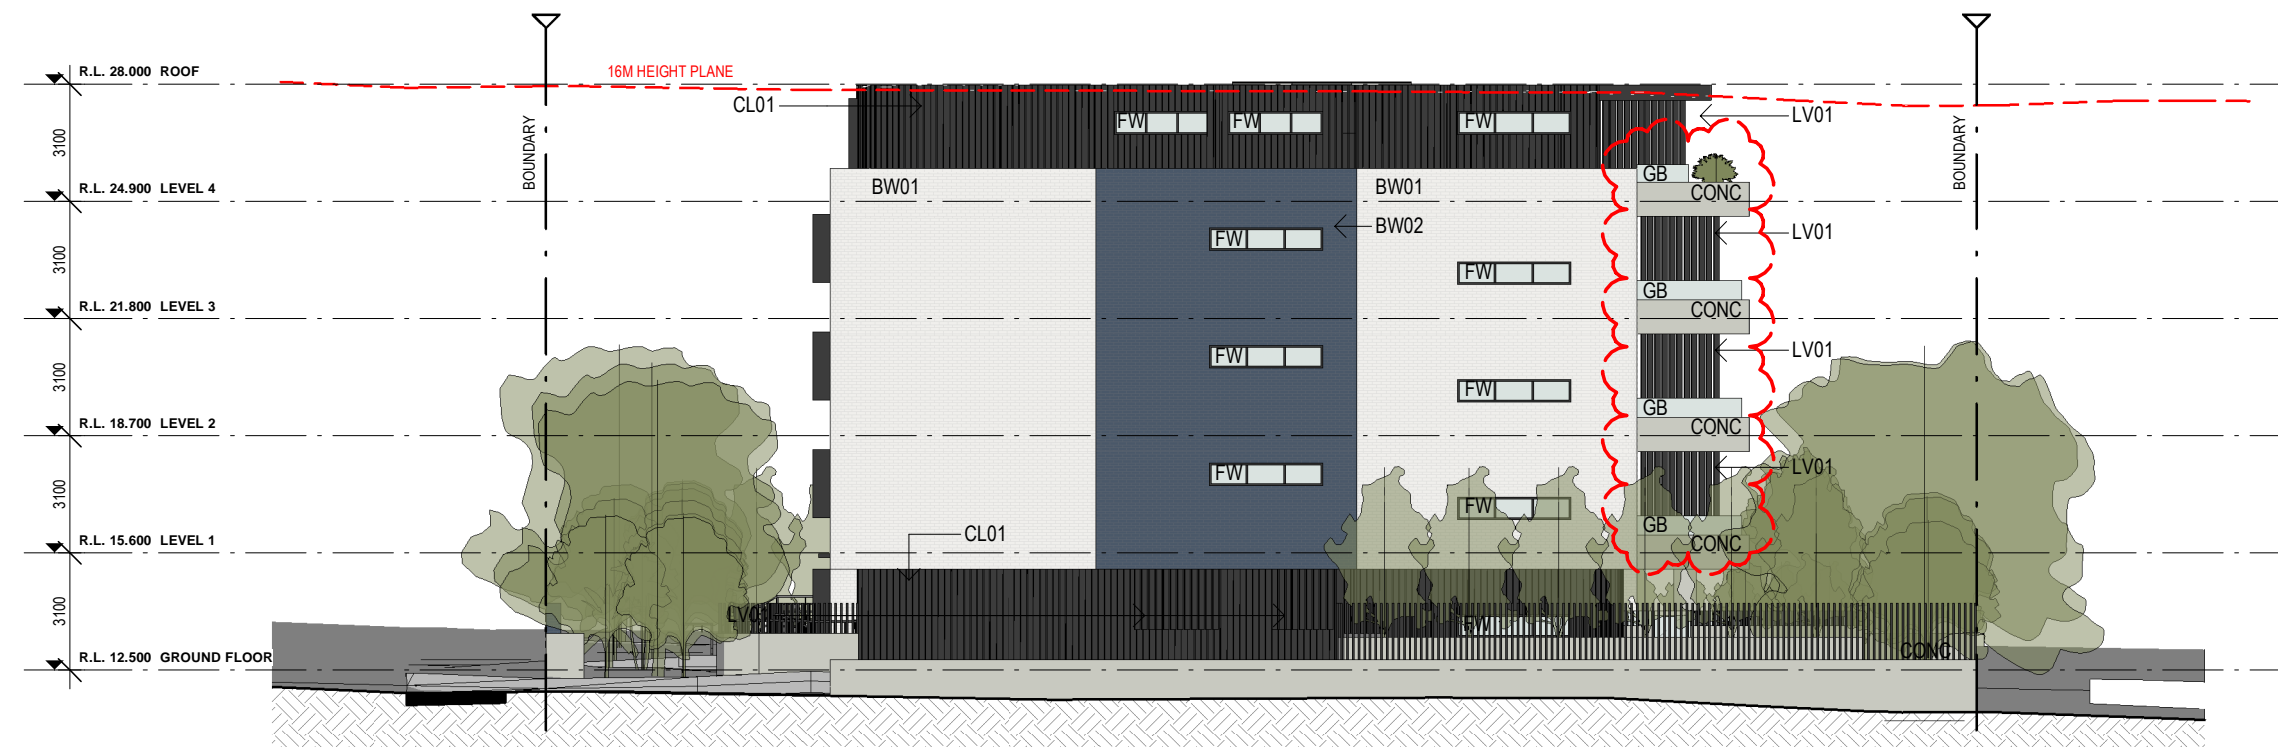 R.L. 28.000 ROOF
16M HEIGHT PLANE
CL01
FW
FW
FW
LV01
3100
BOUNDARY
BOUNDARY
R.L. 24.900 LEVEL 4
BW01
BW01
GB
CONC
BW02
FW
LV01
3100
FW
GB
R.L. 21.800 LEVEL 3
CONC
FW
LV01
3100
FW
GB
R.L. 18.700 LEVEL 2
CONC
FW
LV01
3100
FW
GB
R.L. 15.600 LEVEL 1
CL01
CONC
3100
LV01
FW
R.L. 12.500 GROUND FLOOR
CONC